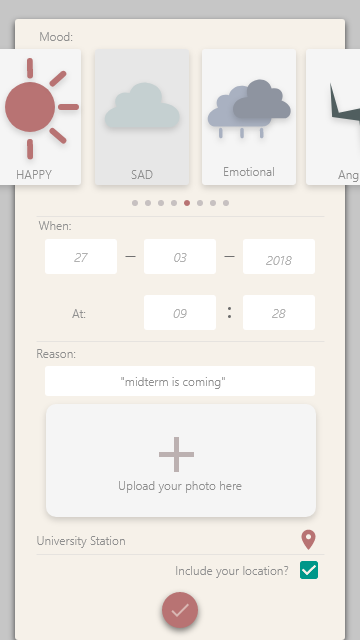 Mood:
HAPPY SAD Emotional
When:
27 — 03 — 2018
At: 09 : 28
Reason:
"midterm is coming"
Upload your photo here
University Station
Include your location?